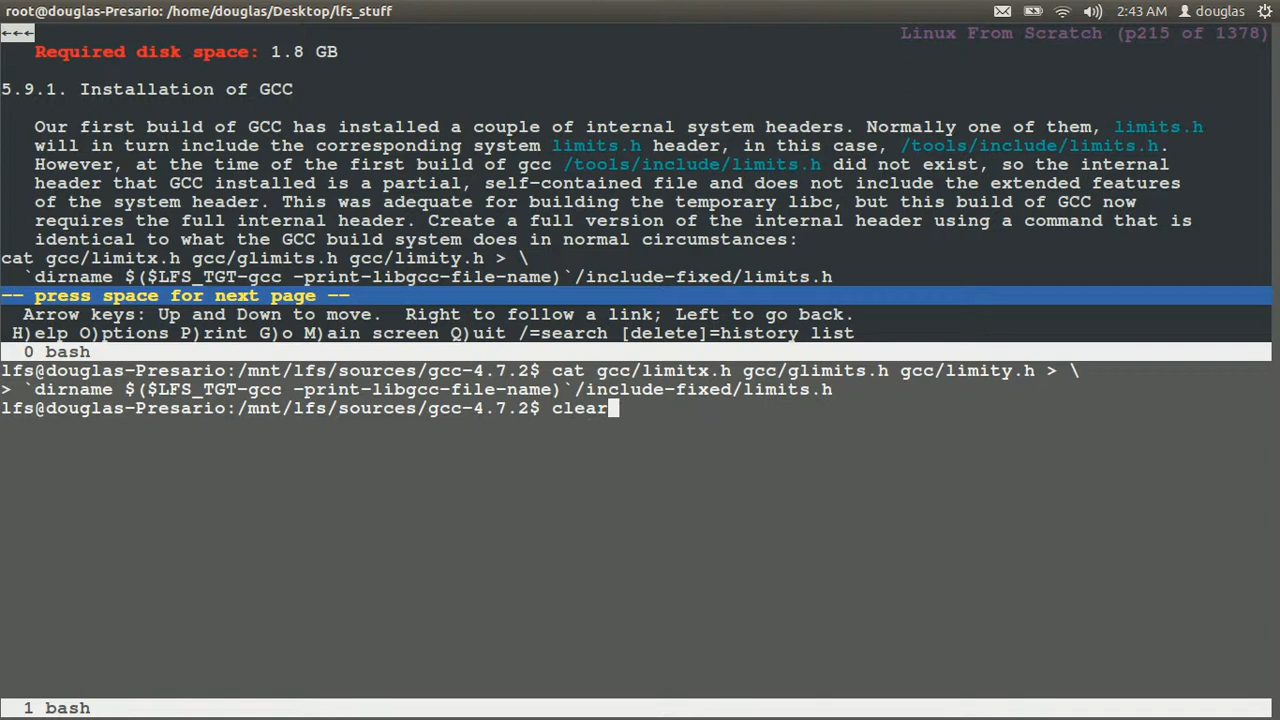 root@douglas-Presario: /home/douglas/Desktop/lfs_stuff 2:43 AM douglas
←←← Linux From Scratch (p215 of 1378)
Required disk space: 1.8 GB
5.9.1. Installation of GCC
Our first build of GCC has installed a couple of internal system headers. Normally one of them, limits.h
will in turn include the corresponding system limits.h header, in this case, /tools/include/limits.h.
However, at the time of the first build of gcc /tools/include/limits.h did not exist, so the internal
header that GCC installed is a partial, self-contained file and does not include the extended features
of the system header. This was adequate for building the temporary libc, but this build of GCC now
requires the full internal header. Create a full version of the internal header using a command that is
identical to what the GCC build system does in normal circumstances:
cat gcc/limitx.h gcc/glimits.h gcc/limity.h > \
`dirname $($LFS_TGT-gcc -print-libgcc-file-name)`/include-fixed/limits.h
-- press space for next page --
Arrow keys: Up and Down to move.  Right to follow a link; Left to go back.
H)elp O)ptions P)rint G)o M)ain screen Q)uit /=search [delete]=history list
0 bash
lfs@douglas-Presario:/mnt/lfs/sources/gcc-4.7.2$ cat gcc/limitx.h gcc/glimits.h gcc/limity.h > \
> `dirname $($LFS_TGT-gcc -print-libgcc-file-name)`/include-fixed/limits.h
lfs@douglas-Presario:/mnt/lfs/sources/gcc-4.7.2$ clear
1 bash